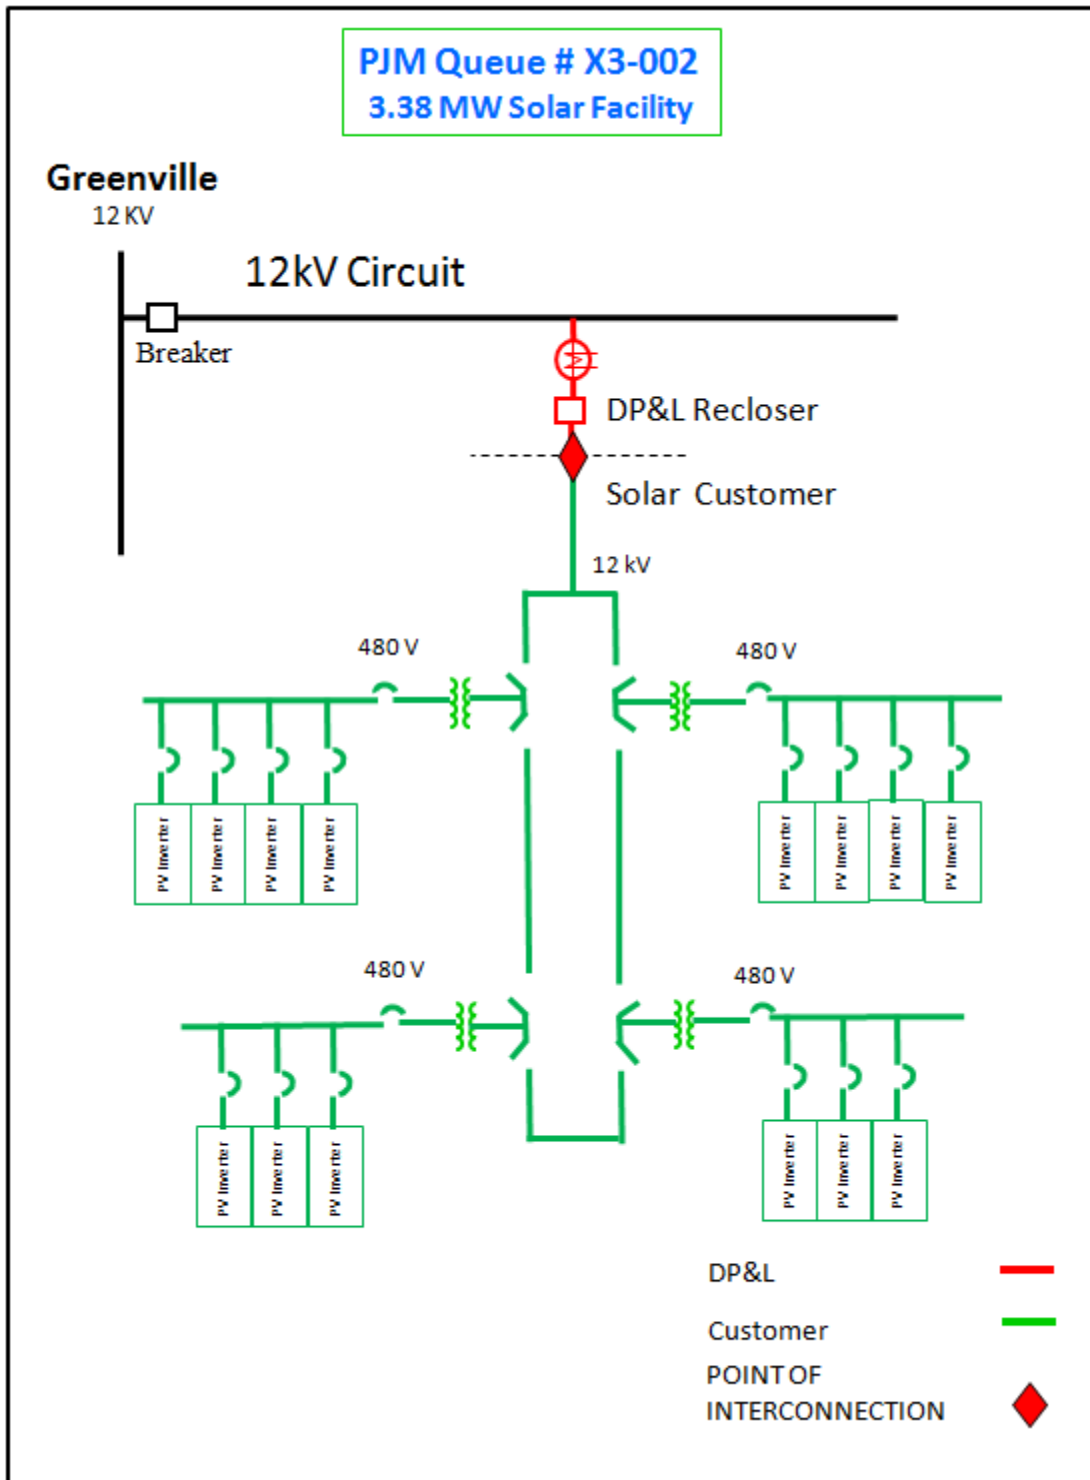 PJM Queue # X3-002
3.38 MW Solar Facility
Greenville
12 KV
12kV Circuit
Breaker
DP&L Recloser
Solar Customer
12 kV
480 V
480 V
PV Inverter
PV Inverter
PV Inverter
PV Inverter
PV Inverter
PV Inverter
PV Inverter
PV Inverter
480 V
480 V
PV Inverter
PV Inverter
PV Inverter
PV Inverter
PV Inverter
PV Inverter
DP&L
Customer
POINT OF
INTERCONNECTION